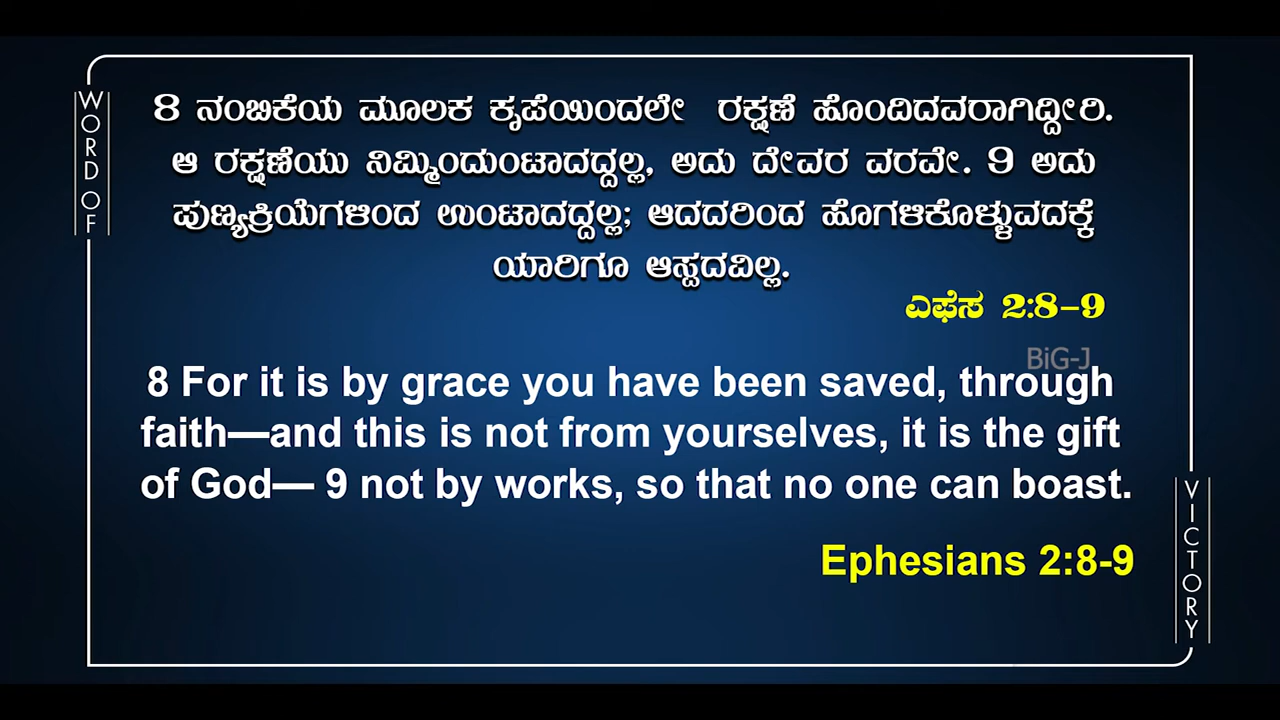 WORD OF
8 ನಂಬಿಕೆಯ ಮೂಲಕ ಕೃಪೆಯಿಂದಲೇ ರಕ್ಷಣೆ ಹೊಂದಿದವರಾಗಿದ್ದೀರಿ.
ಆ ರಕ್ಷಣೆಯು ನಿಮ್ಮಿಂದುಂಟಾದದ್ದಲ್ಲ, ಅದು ದೇವರ ವರವೇ. 9 ಅದು
ಪುಣ್ಯಕ್ರಿಯೆಗಳಿಂದ ಉಂಟಾದದ್ದಲ್ಲ; ಆದದರಿಂದ ಹೊಗಳಿಕೊಳ್ಳುವದಕ್ಕೆ
ಯಾರಿಗೂ ಆಸ್ಪದವಿಲ್ಲ.
ಎಫೆಸ 2:8-9
BiG-J
8 For it is by grace you have been saved, through
faith—and this is not from yourselves, it is the gift
of God— 9 not by works, so that no one can boast.
Ephesians 2:8-9
VICTORY